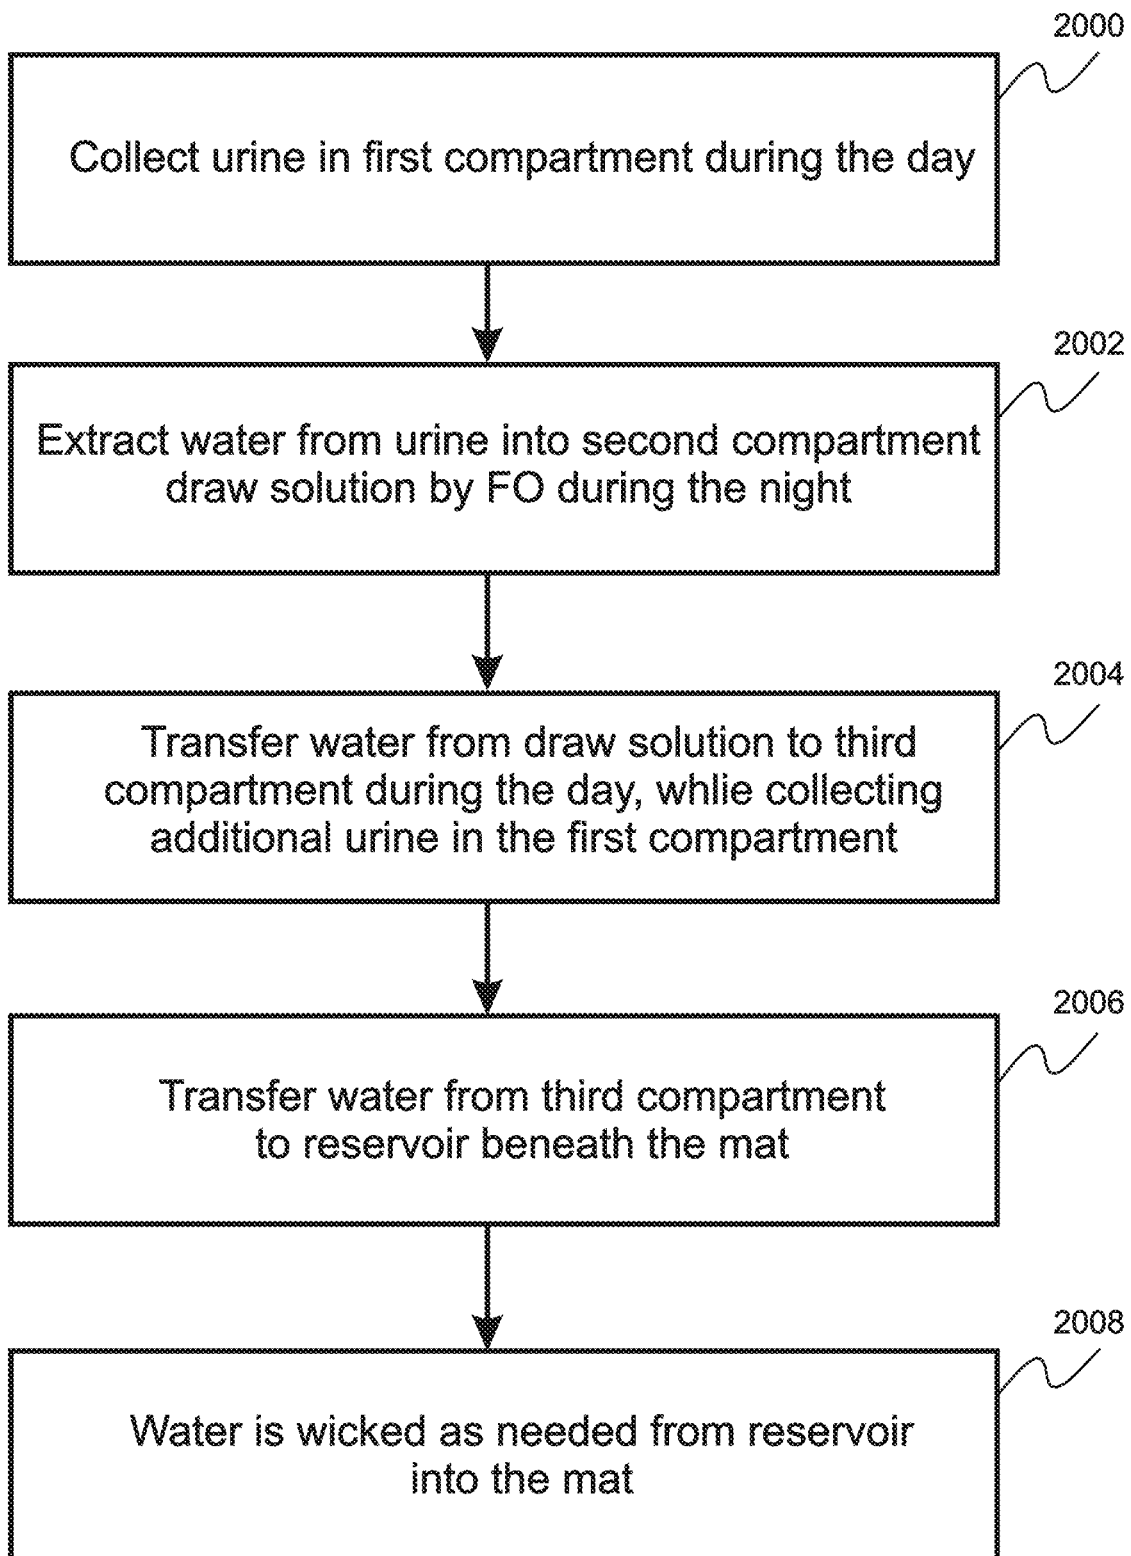 2000
Collect urine in first compartment during the day
2002
Extract water from urine into second compartment
draw solution by FO during the night
2004
Transfer water from draw solution to third
compartment during the day, whlie collecting
additional urine in the first compartment
2006
Transfer water from third compartment
to reservoir beneath the mat
2008
Water is wicked as needed from reservoir
into the mat